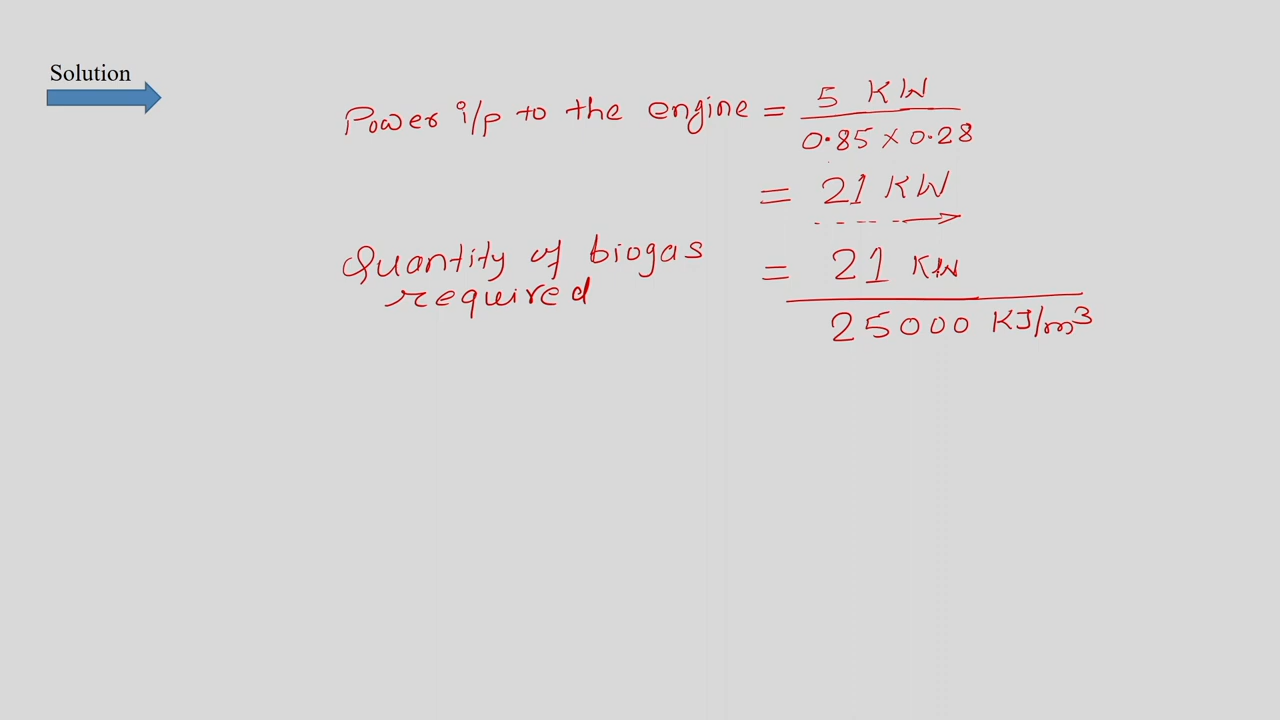 Solution
Power i/p to the engine = 5 KW / 0.85 × 0.28
= 21 KW
Quantity of biogas required = 21 KW / 25000 KJ/m³